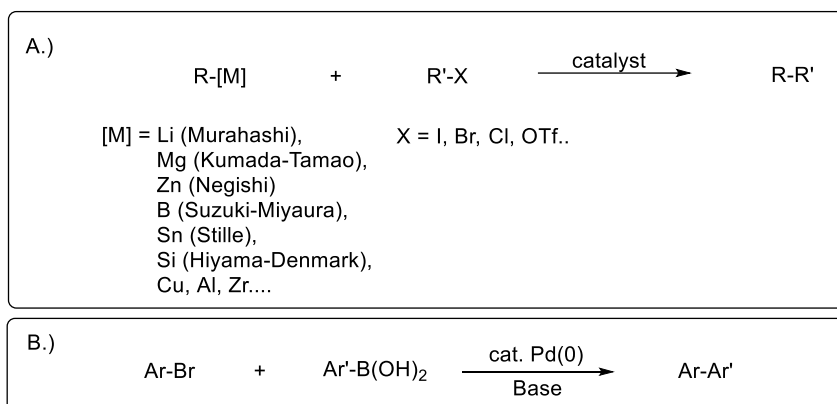 A.)
catalyst
R-[M] + R'-X R-R'
[M] = Li (Murahashi), X = I, Br, Cl, OTf..
Mg (Kumada-Tamao),
Zn (Negishi)
B (Suzuki-Miyaura),
Sn (Stille),
Si (Hiyama-Denmark),
Cu, Al, Zr....
B.)
cat. Pd(0)
Ar-Br + Ar'-B(OH)₂ Ar-Ar'
Base